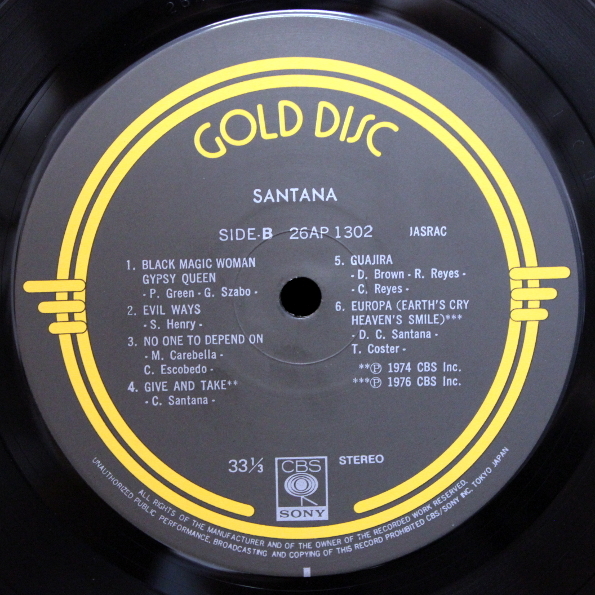 GOLD DISC
SANTANA
SIDE-B 26AP 1302 JASRAC
1. BLACK MAGIC WOMAN
GYPSY QUEEN
- P. Green - G. Szabo -
2. EVIL WAYS
- S. Henry -
3. NO ONE TO DEPEND ON
- M. Carebella -
C. Escobedo -
4. GIVE AND TAKE**
- C. Santana -
5. GUAJIRA
- D. Brown - R. Reyes -
- C. Reyes -
6. EUROPA (EARTH'S CRY
HEAVEN'S SMILE)***
- D. C. Santana -
T. Coster -
**Ⓟ 1974 CBS Inc.
***Ⓟ 1976 CBS Inc.
33⅓
CBS
SONY
STEREO
ALL RIGHTS OF THE MANUFACTURER AND OF THE OWNER OF THE RECORDED WORK RESERVED.
UNAUTHORIZED PUBLIC PERFORMANCE, BROADCASTING AND COPYING OF THIS RECORD PROHIBITED CBS/SONY INC. TOKYO JAPAN